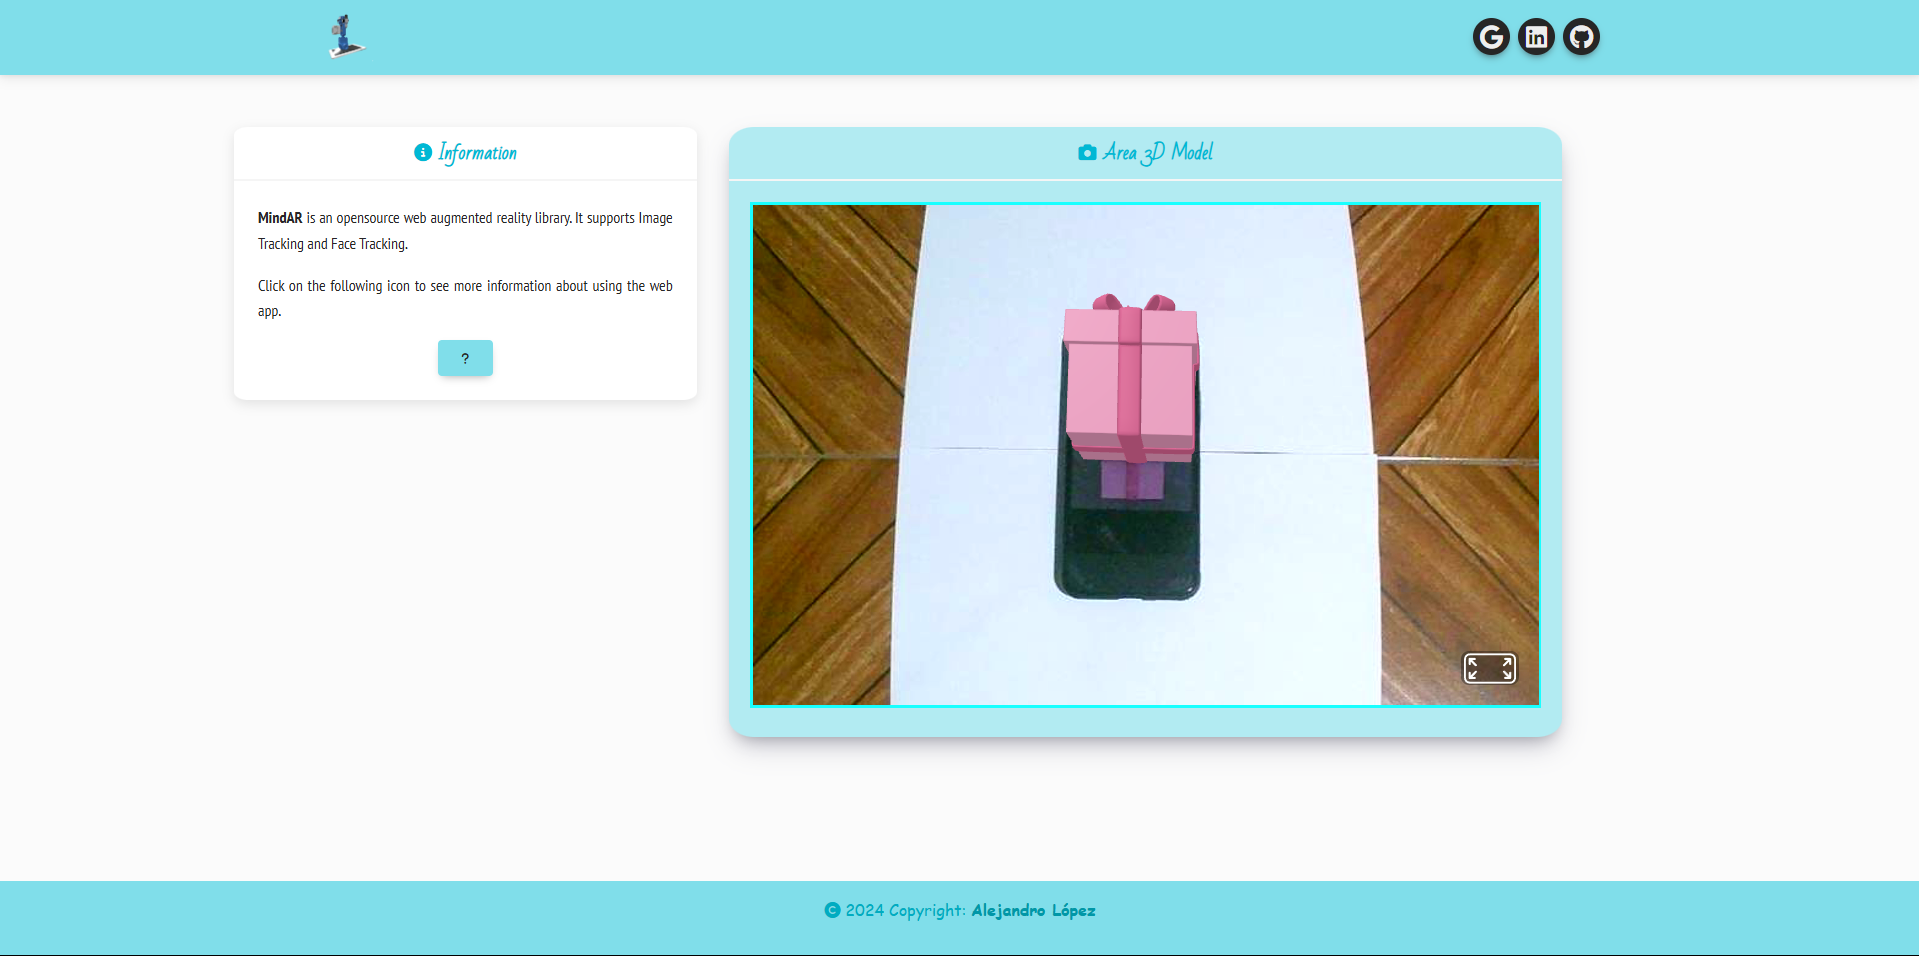 Information
MindAR is an opensource web augmented reality library. It supports Image
Tracking and Face Tracking.
Click on the following icon to see more information about using the web
app.
?
Area 3D Model
© 2024 Copyright: Alejandro López